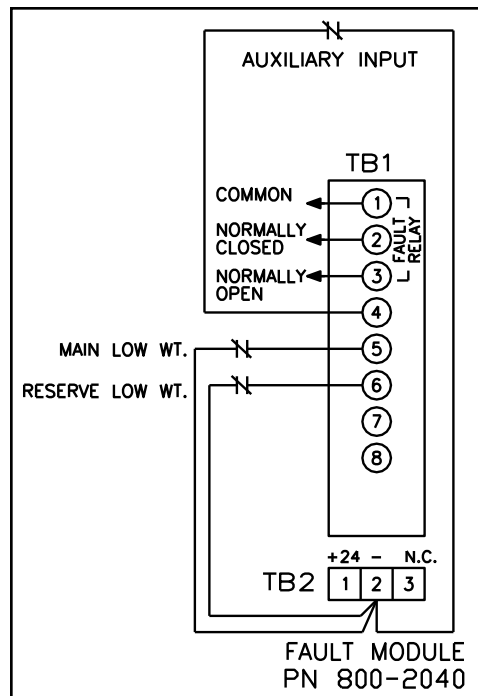 AUXILIARY INPUT
TB1
COMMON
1
NORMALLY
CLOSED
2
NORMALLY
OPEN
3
FAULT
RELAY
4
MAIN LOW WT.
5
RESERVE LOW WT.
6
7
8
+24 - N.C.
TB2 1 2 3
FAULT MODULE
PN 800-2040